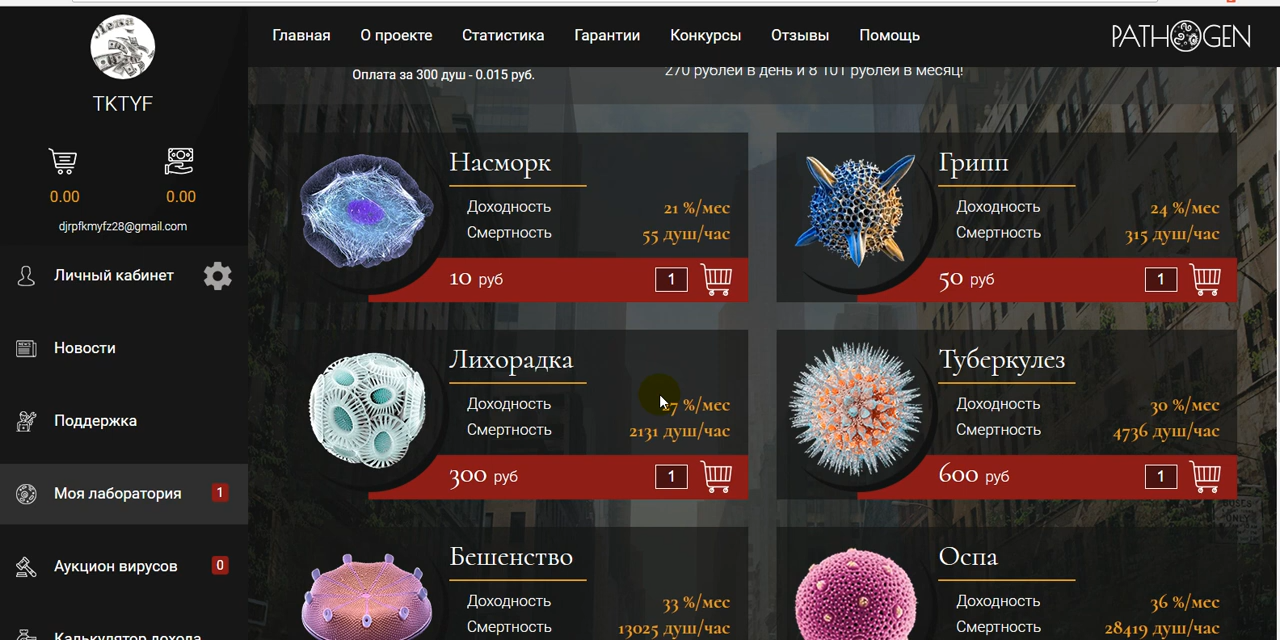 Главная О проекте Статистика Гарантии Конкурсы Отзывы Помощь PATHOGEN
TKTYF
0.00 0.00
djrpfkmyfz28@gmail.com
Личный кабинет
Новости
Поддержка
Моя лаборатория 1
Аукцион вирусов 0
Калькулятор дохода
Оплата за 300 душ - 0.015 руб.
270 рублей в день и 8 101 рублей в месяц!
Насморк
Доходность 21 %/мес
Смертность 55 душ/час
10 руб 1
Грипп
Доходность 24 %/мес
Смертность 315 душ/час
50 руб 1
Лихорадка
Доходность 27 %/мес
Смертность 2131 душ/час
300 руб 1
Туберкулез
Доходность 30 %/мес
Смертность 4736 душ/час
600 руб 1
Бешенство
Доходность 33 %/мес
Смертность 13025 душ/час
Оспа
Доходность 36 %/мес
Смертность 28419 душ/час